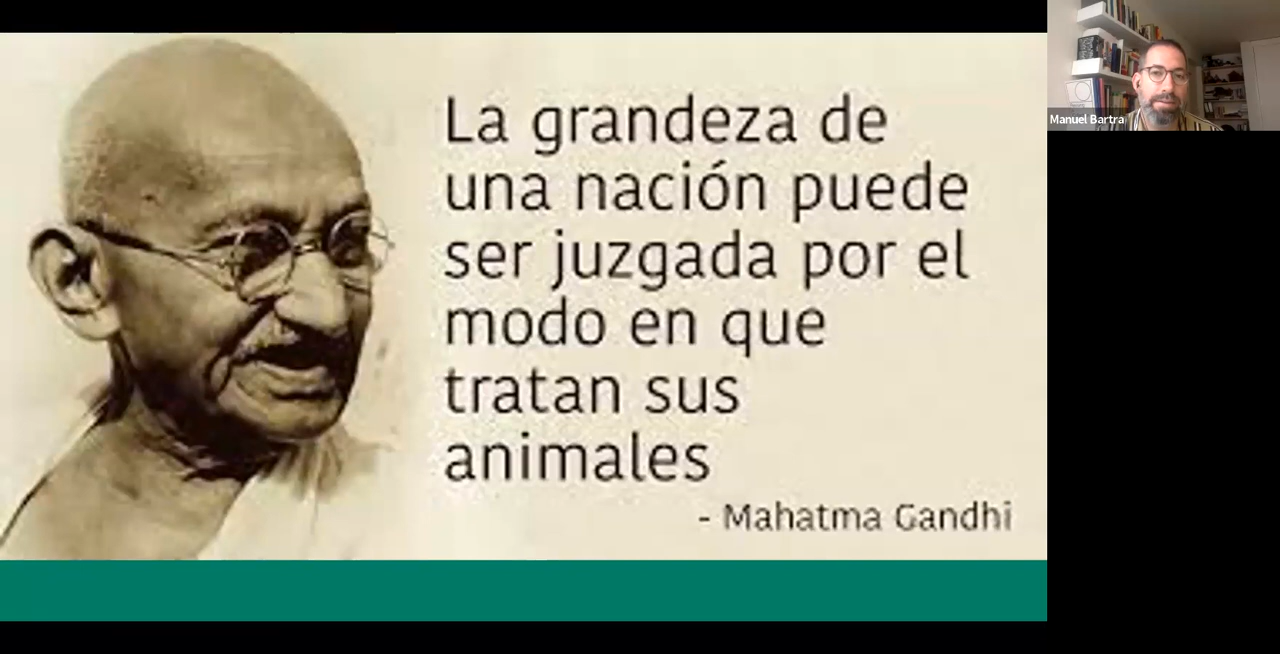 La grandeza de
una nación puede
ser juzgada por el
modo en que
tratan sus
animales
- Mahatma Gandhi
Manuel Bartra